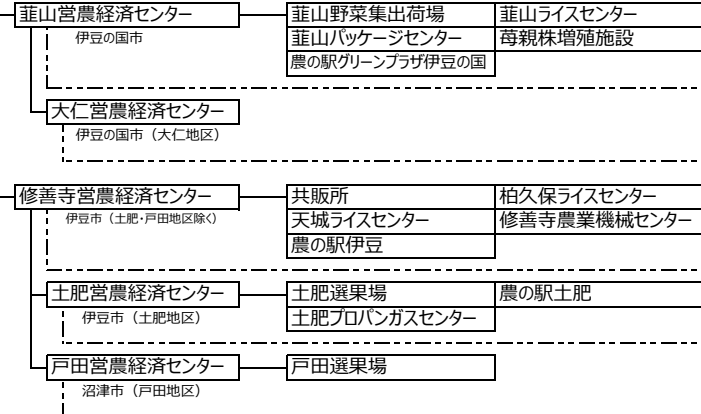 韮山営農経済センター 韮山野菜集出荷場 韮山ライスセンター
伊豆の国市 韮山パッケージセンター 苺親株増殖施設
農の駅グリーンプラザ伊豆の国
大仁営農経済センター
伊豆の国市（大仁地区）
修善寺営農経済センター 共販所 柏久保ライスセンター
伊豆市（土肥・戸田地区除く） 天城ライスセンター 修善寺農業機械センター
農の駅伊豆
土肥営農経済センター 土肥選果場 農の駅土肥
伊豆市（土肥地区） 土肥プロパンガスセンター
戸田営農経済センター 戸田選果場
沼津市（戸田地区）